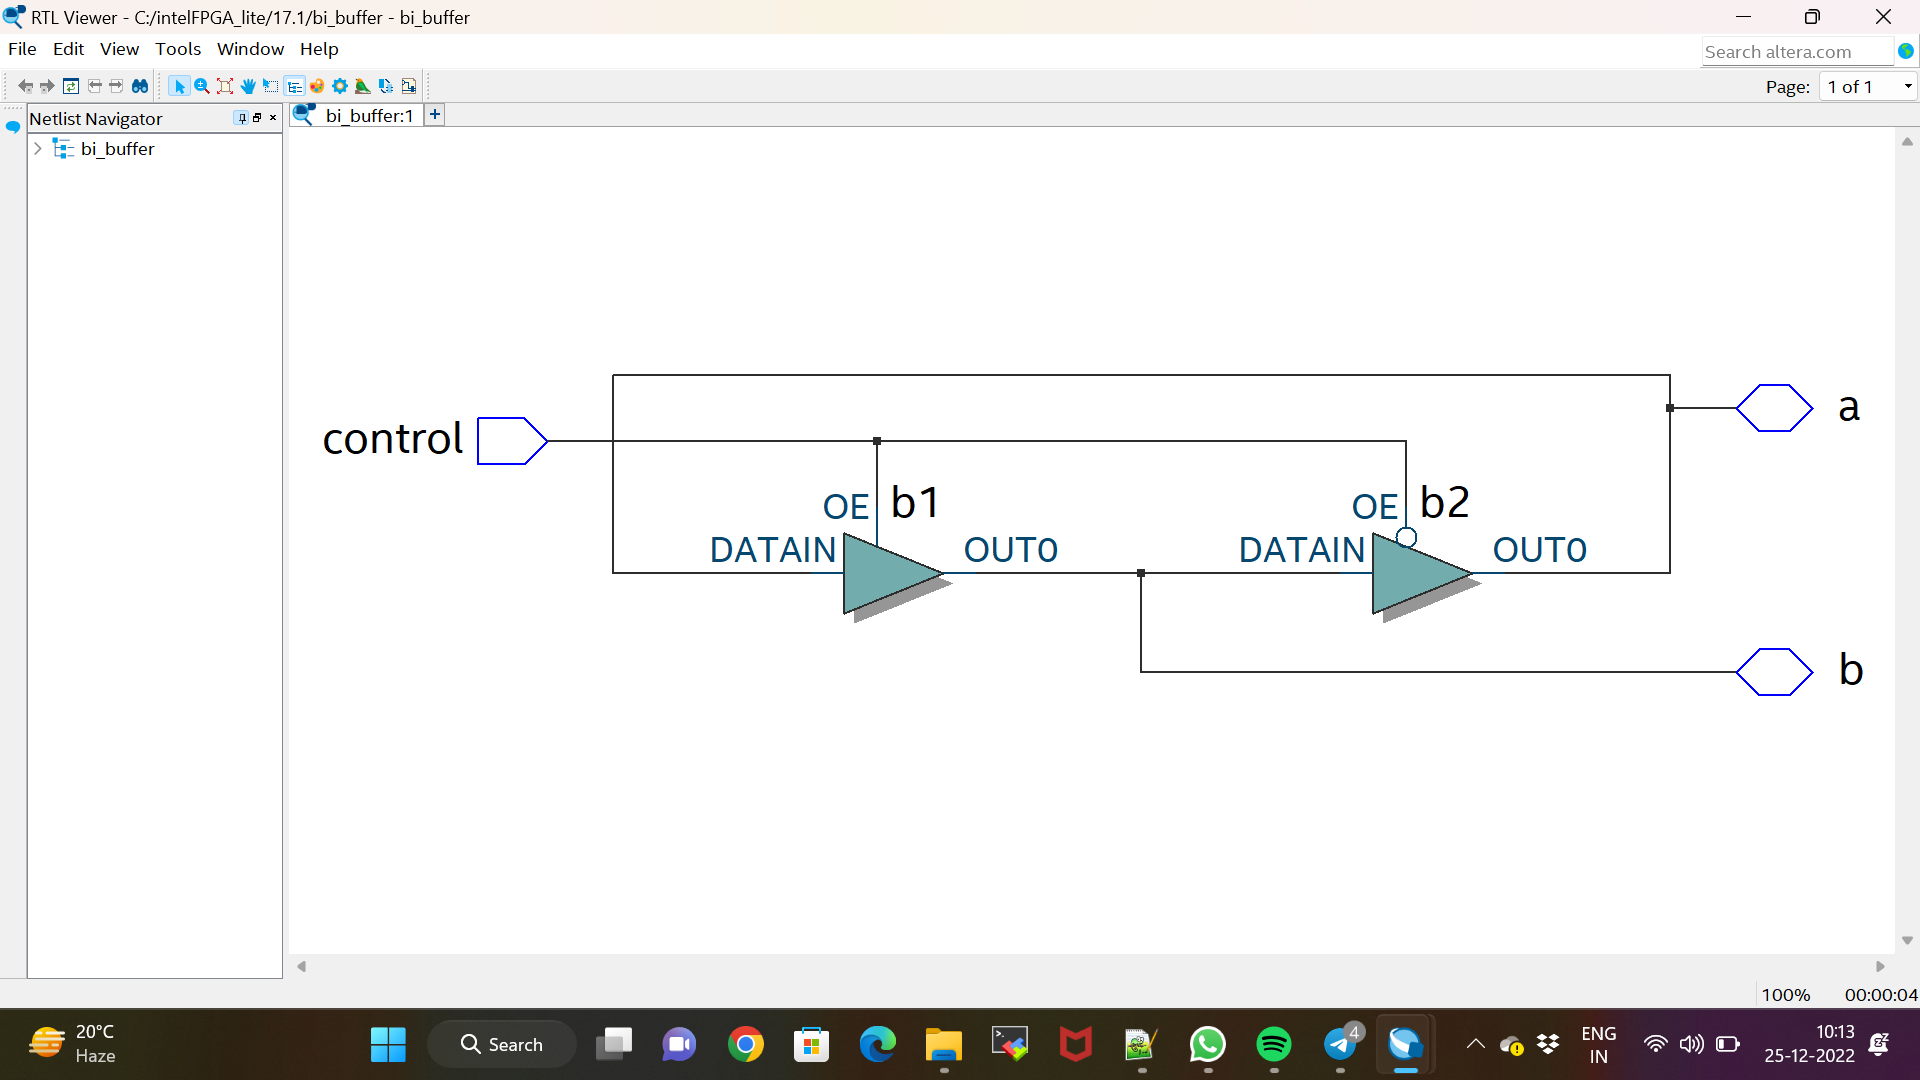 RTL Viewer - C:/intelFPGA_lite/17.1/bi_buffer - bi_buffer
File Edit View Tools Window Help
Search altera.com
Page: 1 of 1
Netlist Navigator
bi_buffer:1
bi_buffer
a
control
OE b1
OE b2
DATAIN OUT0
DATAIN OUT0
b
100% 00:00:04
20°C
Haze
Search
4
ENG
IN
10:13
25-12-2022